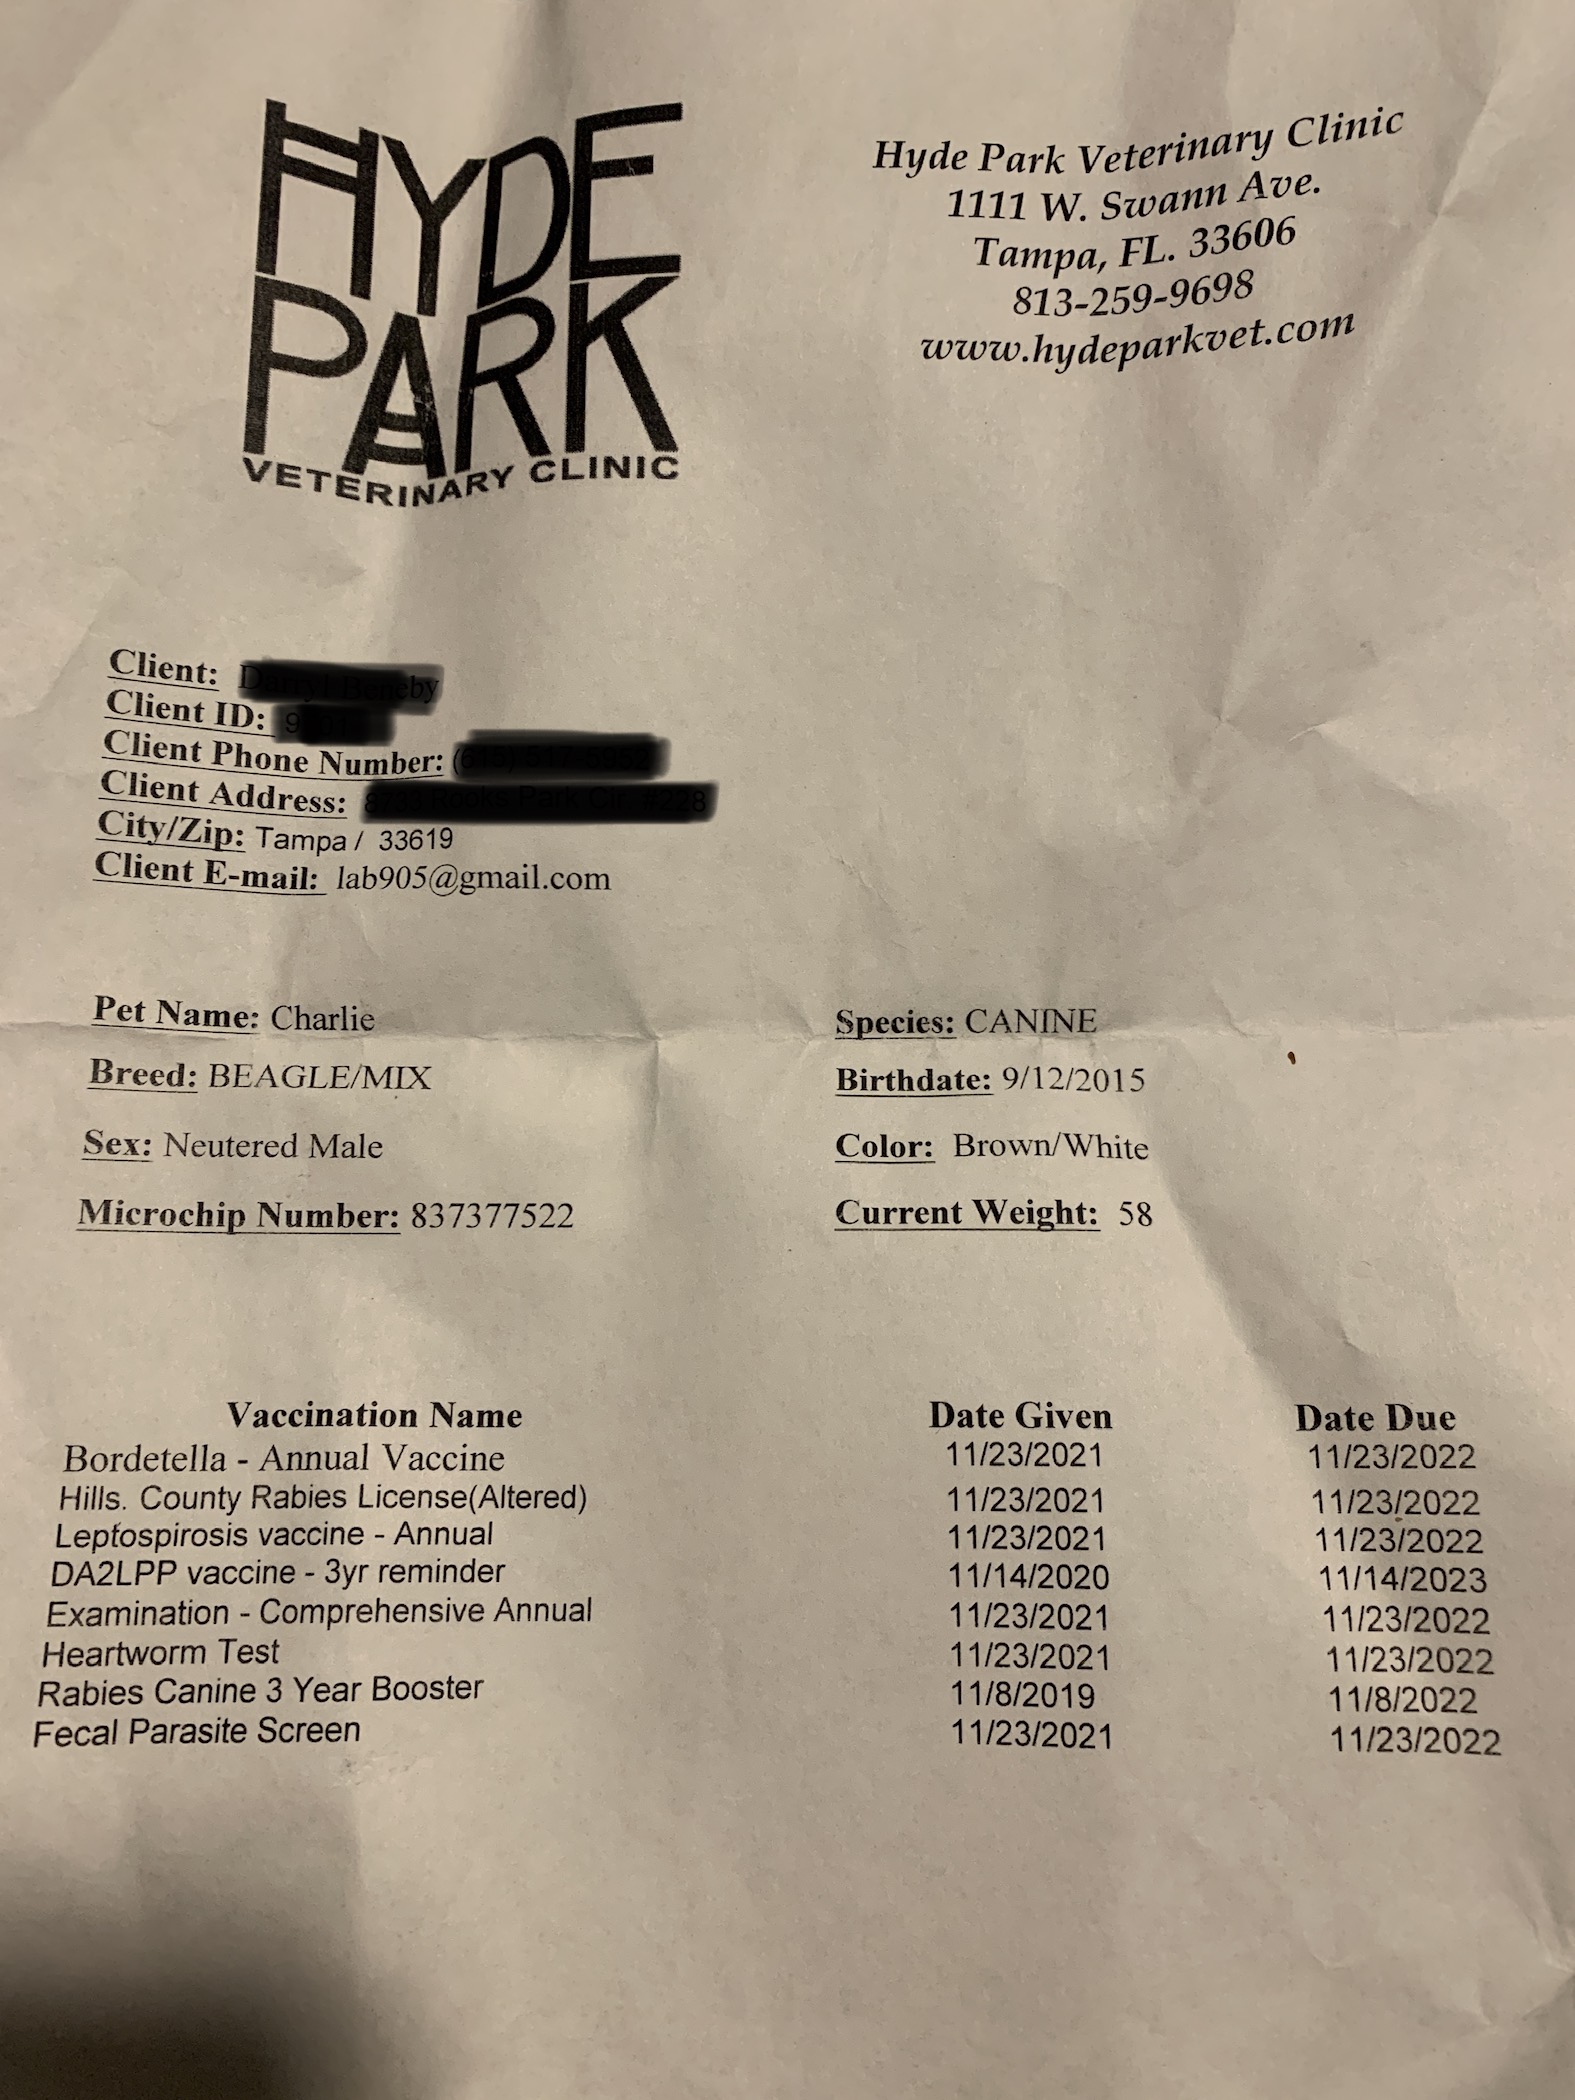 HYDE
PARK
VETERINARY CLINIC
Hyde Park Veterinary Clinic
1111 W. Swann Ave.
Tampa, FL. 33606
813-259-9698
www.hydeparkvet.com
Client:
Client ID:
Client Phone Number:
Client Address:
City/Zip: Tampa / 33619
Client E-mail: lab905@gmail.com
Pet Name: Charlie Species: CANINE
Breed: BEAGLE/MIX Birthdate: 9/12/2015
Sex: Neutered Male Color: Brown/White
Microchip Number: 837377522 Current Weight: 58
Vaccination Name Date Given Date Due
Bordetella - Annual Vaccine 11/23/2021 11/23/2022
Hills. County Rabies License(Altered) 11/23/2021 11/23/2022
Leptospirosis vaccine - Annual 11/23/2021 11/23/2022
DA2LPP vaccine - 3yr reminder 11/14/2020 11/14/2023
Examination - Comprehensive Annual 11/23/2021 11/23/2022
Heartworm Test 11/23/2021 11/23/2022
Rabies Canine 3 Year Booster 11/8/2019 11/8/2022
Fecal Parasite Screen 11/23/2021 11/23/2022